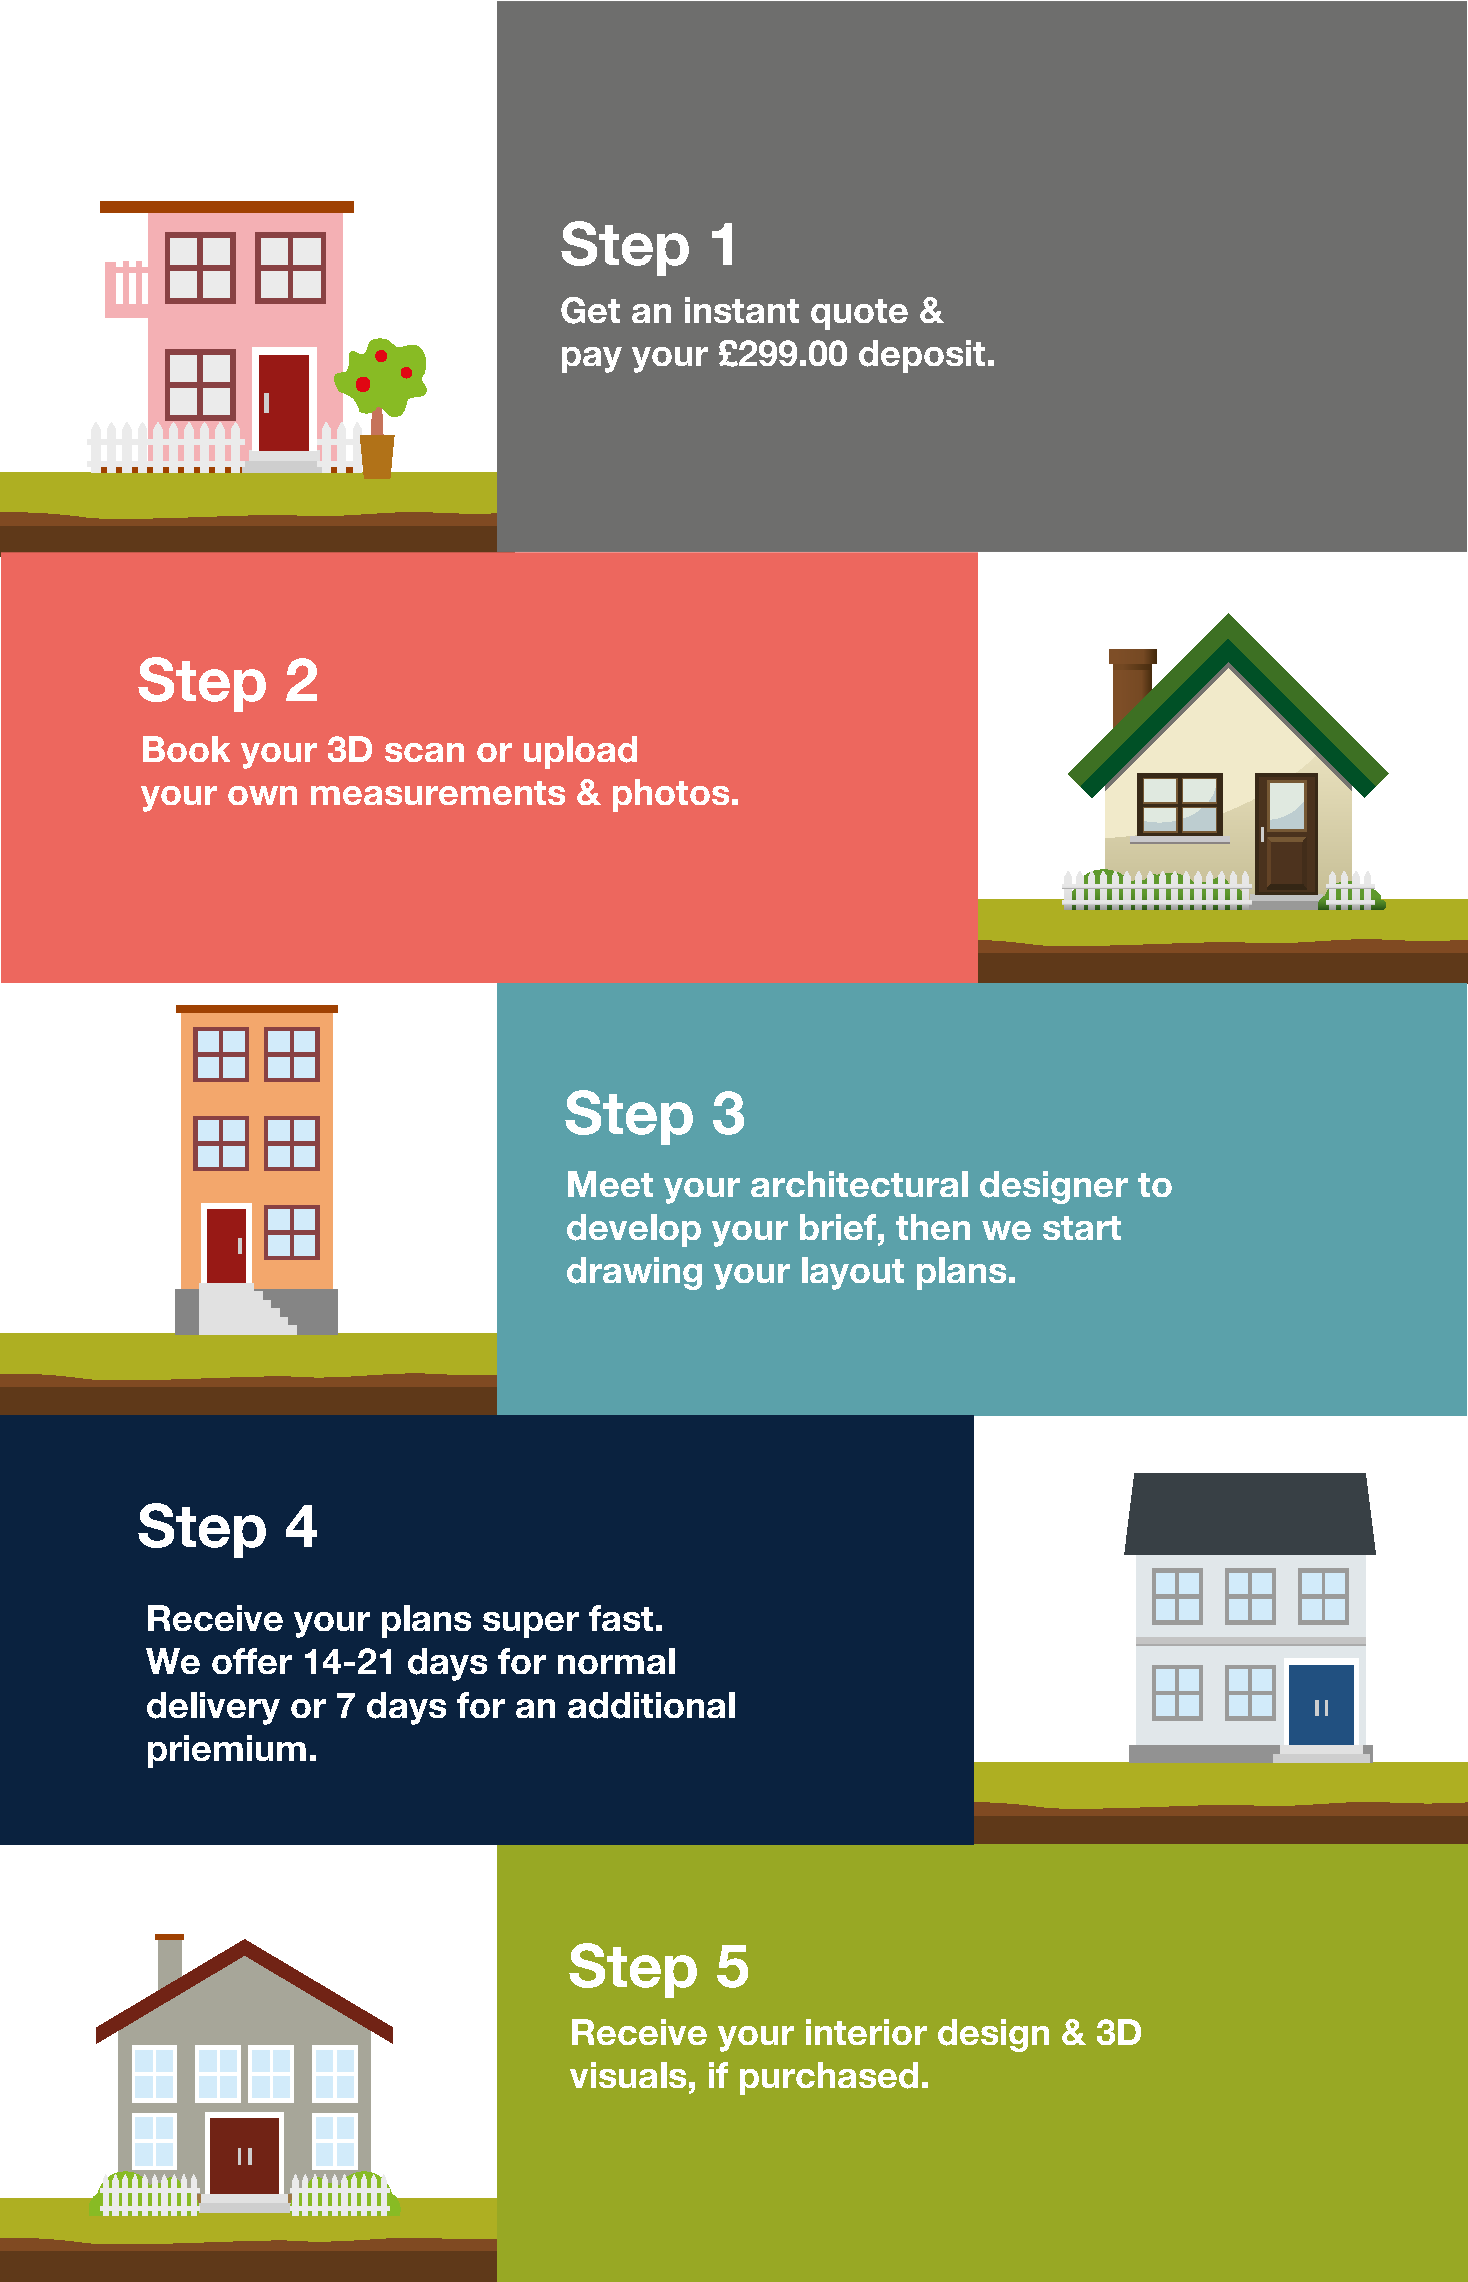 Step 1
Get an instant quote &
pay your £299.00 deposit.
Step 2
Book your 3D scan or upload
your own measurements & photos.
Step 3
Meet your architectural designer to
develop your brief, then we start
drawing your layout plans.
Step 4
Receive your plans super fast.
We offer 14-21 days for normal
delivery or 7 days for an additional
priemium.
Step 5
Receive your interior design & 3D
visuals, if purchased.